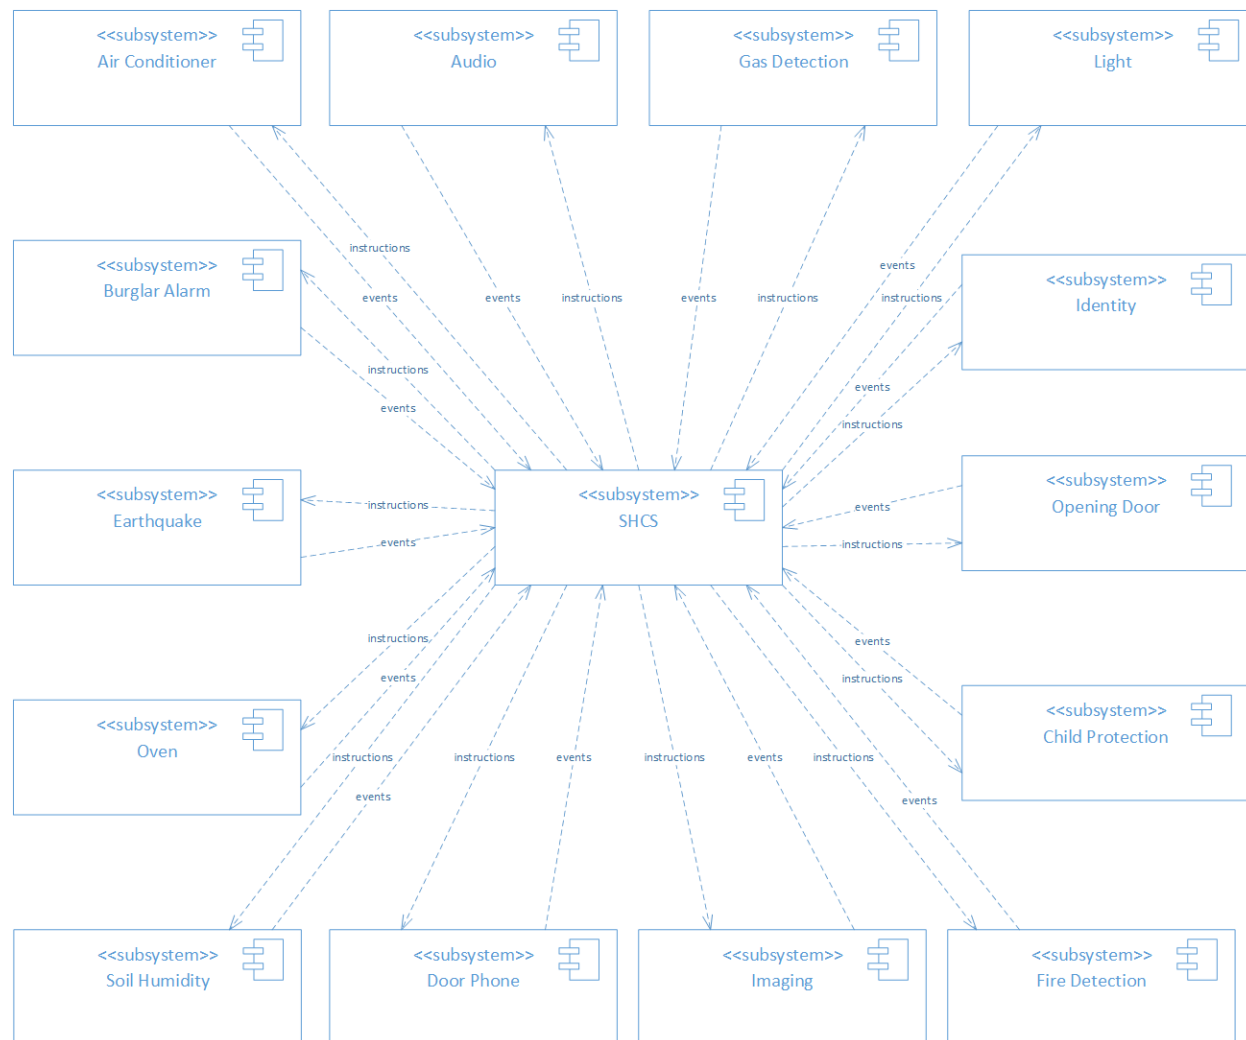 <<subsystem>>
Air Conditioner
<<subsystem>>
Audio
<<subsystem>>
Gas Detection
<<subsystem>>
Light
instructions
events
events
instructions
events
instructions
events
instructions
<<subsystem>>
Burglar Alarm
<<subsystem>>
Identity
instructions
events
events
instructions
<<subsystem>>
Earthquake
<<subsystem>>
SHCS
<<subsystem>>
Opening Door
instructions
events
events
instructions
instructions
events
events
instructions
<<subsystem>>
Oven
<<subsystem>>
Child Protection
instructions
events
instructions
events
instructions
events
instructions
events
<<subsystem>>
Soil Humidity
<<subsystem>>
Door Phone
<<subsystem>>
Imaging
<<subsystem>>
Fire Detection